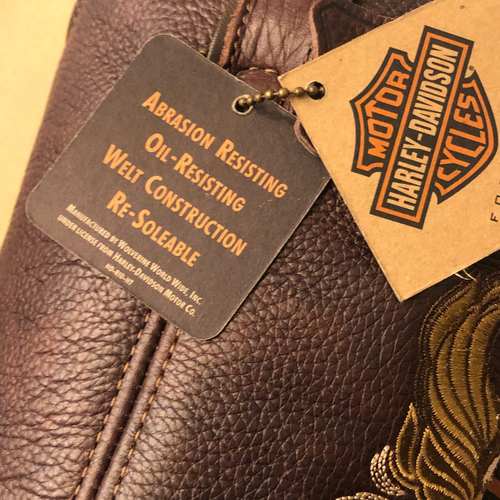 Abrasion Resisting
Oil-Resisting
Welt Construction
Re-Soleable
Manufactured by Wolverine World Wide, Inc.
under license from Harley-Davidson Motor Co.
MOTOR
HARLEY-DAVIDSON
CYCLES